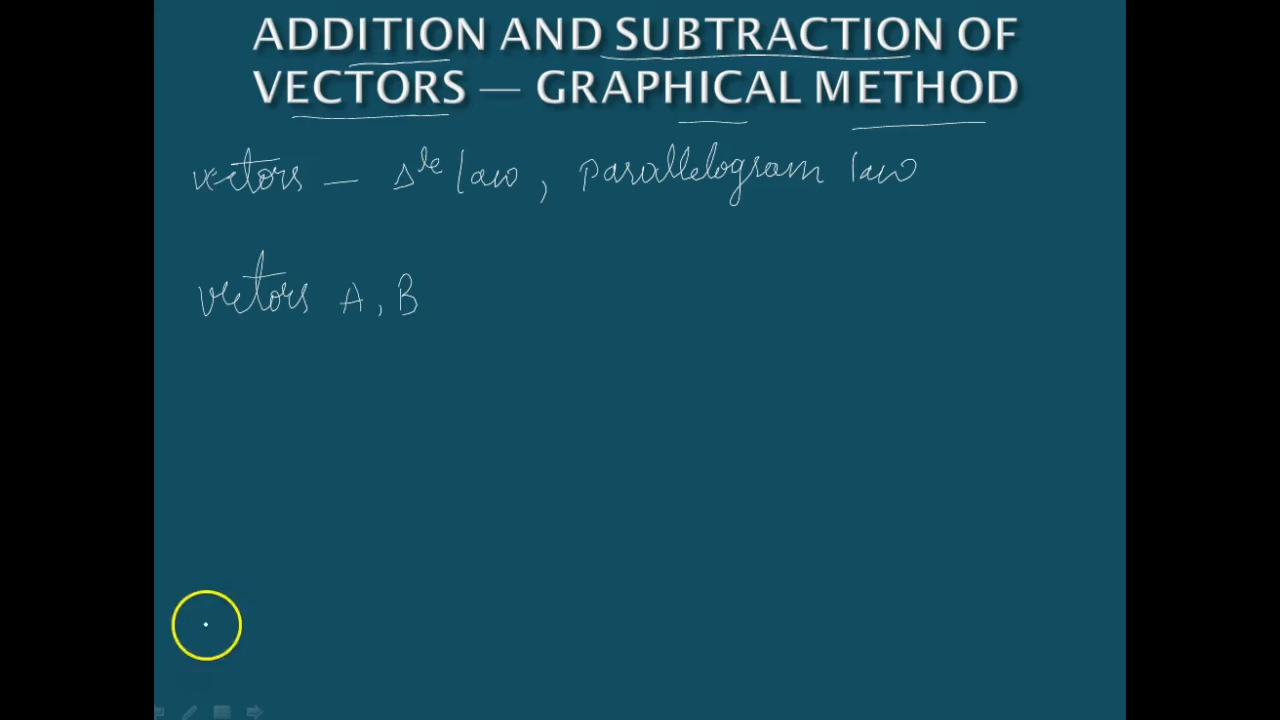 ADDITION AND SUBTRACTION OF
VECTORS — GRAPHICAL METHOD
vectors — Δle law, parallelogram law
vectors A, B